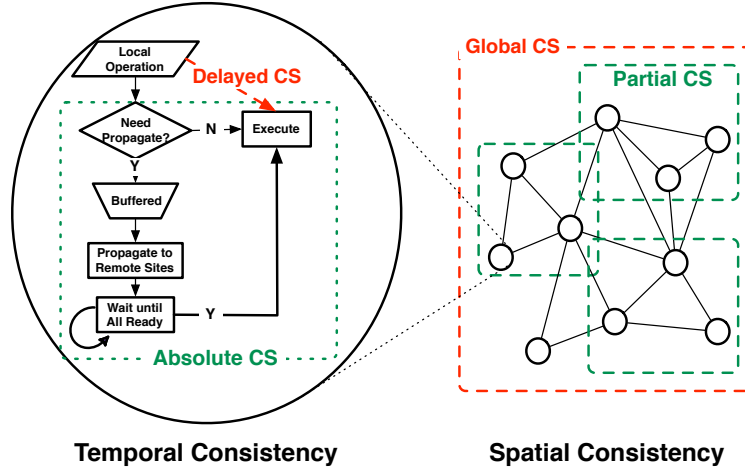 Local
Operation
Delayed CS
Need
Propagate?
N
Execute
Y
Buffered
Propagate to
Remote Sites
Wait until
All Ready
Y
Absolute CS
Temporal Consistency
Global CS
Partial CS
Spatial Consistency